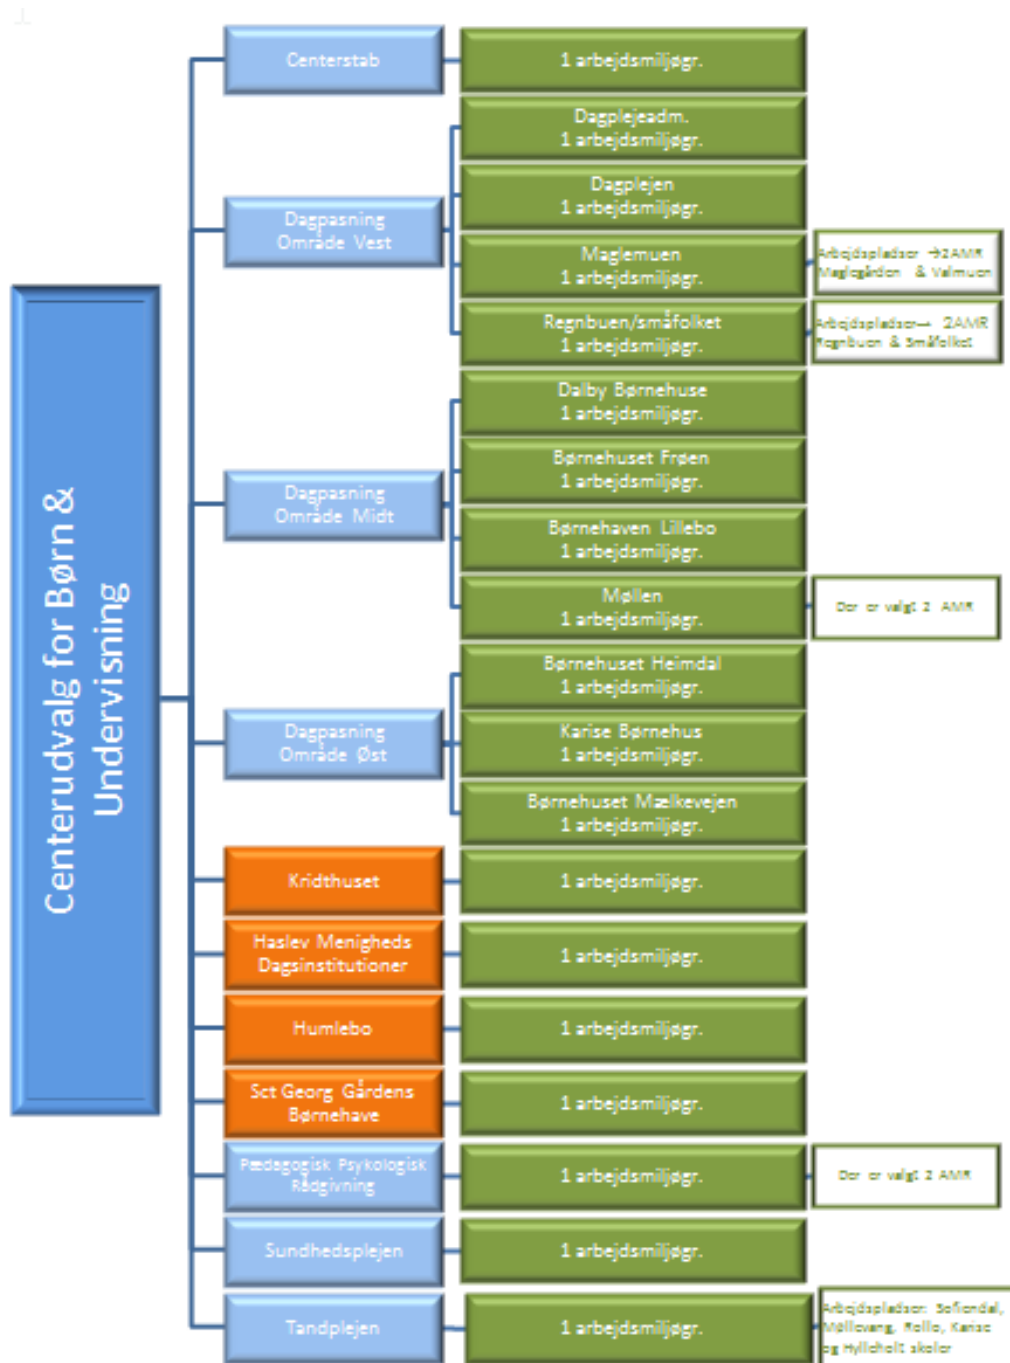 Centerudvalg for Børn &
Undervisning
Centerstab
1 arbejdsmiljøgr.
Dagpasning
Område Vest
Dagplejeadm.
1 arbejdsmiljøgr.
Dagplejen
1 arbejdsmiljøgr.
Maglemuen
1 arbejdsmiljøgr.
Arbejdspladser →2AMR
Maglegården & Valmuen
Regnbuen/småfolket
1 arbejdsmiljøgr.
Arbejdspladser→ 2AMR
Regnbuen & Småfolket
Dagpasning
Område Midt
Dalby Børnehuse
1 arbejdsmiljøgr.
Børnehuset Frøen
1 arbejdsmiljøgr.
Børnehaven Lillebo
1 arbejdsmiljøgr.
Møllen
1 arbejdsmiljøgr.
Der er valgt 2 AMR
Dagpasning
Område Øst
Børnehuset Heimdal
1 arbejdsmiljøgr.
Karise Børnehus
1 arbejdsmiljøgr.
Børnehuset Mælkevejen
1 arbejdsmiljøgr.
Kridthuset
1 arbejdsmiljøgr.
Haslev Menigheds
Dagsinstitutioner
1 arbejdsmiljøgr.
Humlebo
1 arbejdsmiljøgr.
Sct Georg Gårdens
Børnehave
1 arbejdsmiljøgr.
Pædagogisk Psykologisk
Rådgivning
1 arbejdsmiljøgr.
Der er valgt 2 AMR
Sundhedsplejen
1 arbejdsmiljøgr.
Tandplejen
1 arbejdsmiljøgr.
Arbejdspladser: Sofiendal,
Møllevang, Rollo, Karise
og Hylleholt skoler